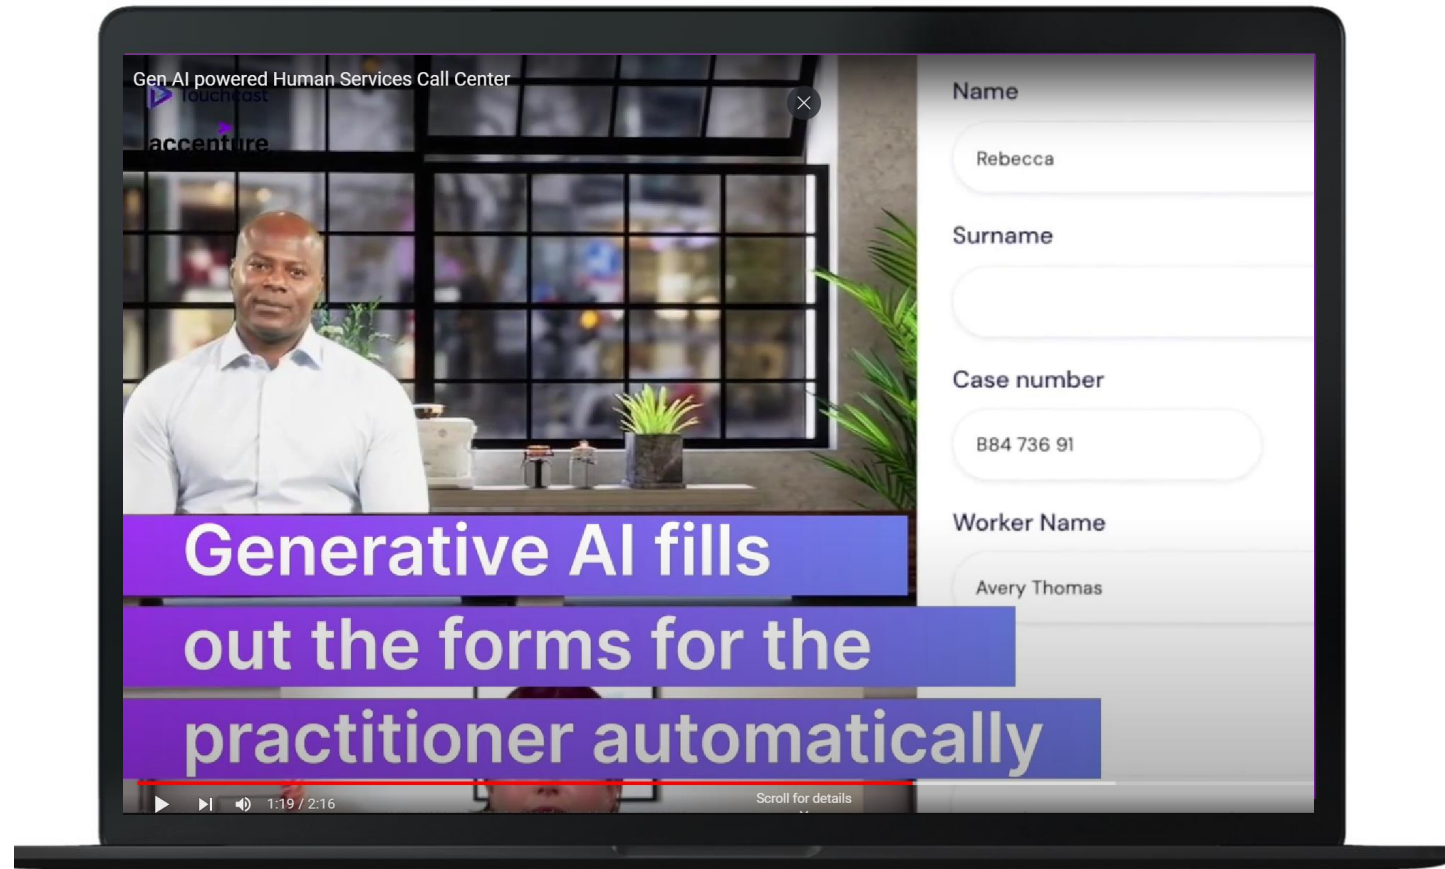 Gen AI powered Human Services Call Center
Touchcast
accenture
Name
Rebecca
Surname
Case number
B84 736 91
Worker Name
Avery Thomas
Generative AI fills
out the forms for the
practitioner automatically
1:19 / 2:16
Scroll for details